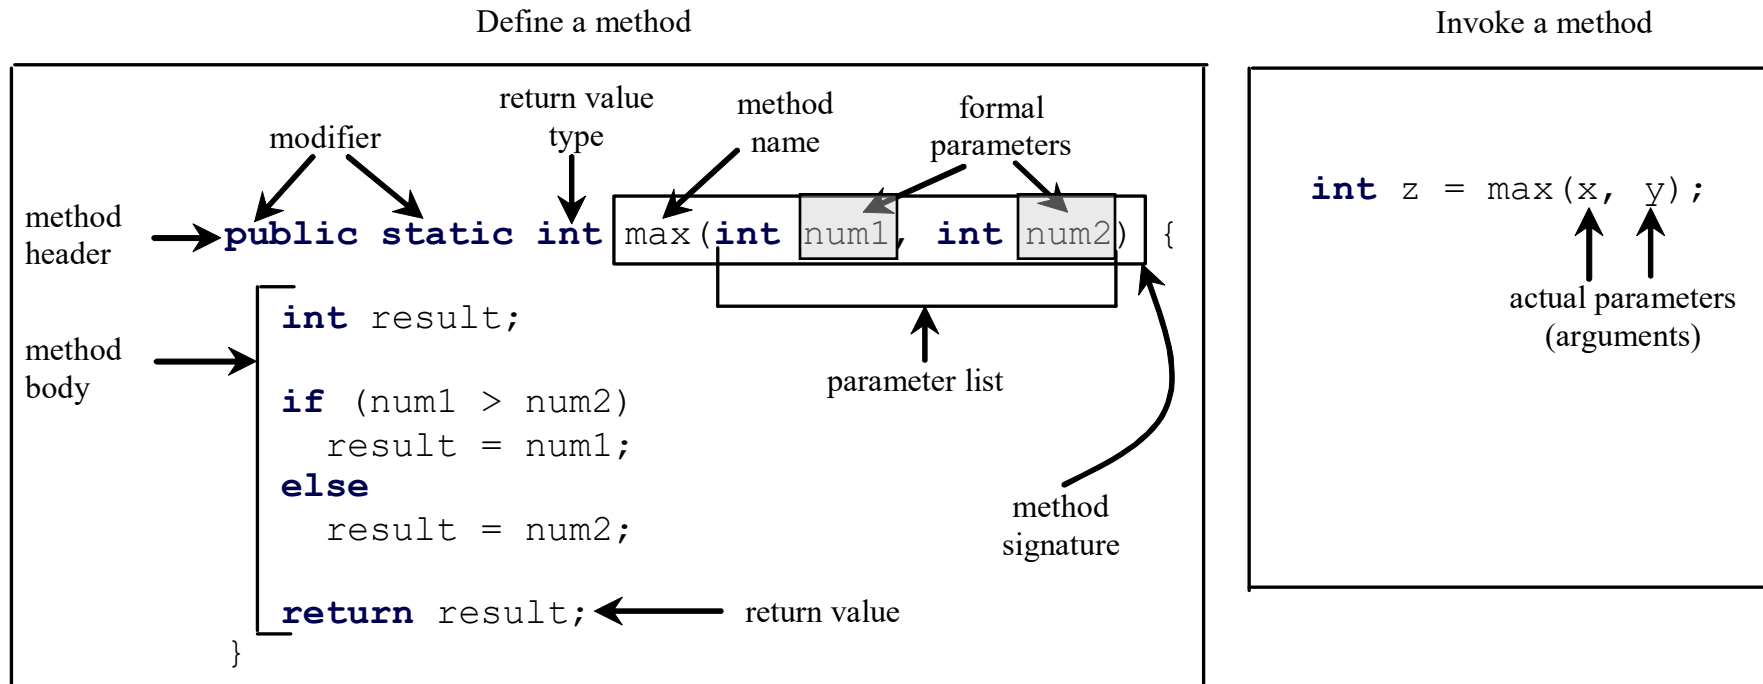 Define a method
Invoke a method
return value
type
method
name
formal
parameters
modifier
method
header
public static int max(int num1, int num2) {
int result;
method
body
parameter list
if (num1 > num2)
result = num1;
else
result = num2;
method
signature
return result;
return value
}
int z = max(x, y);
actual parameters
(arguments)